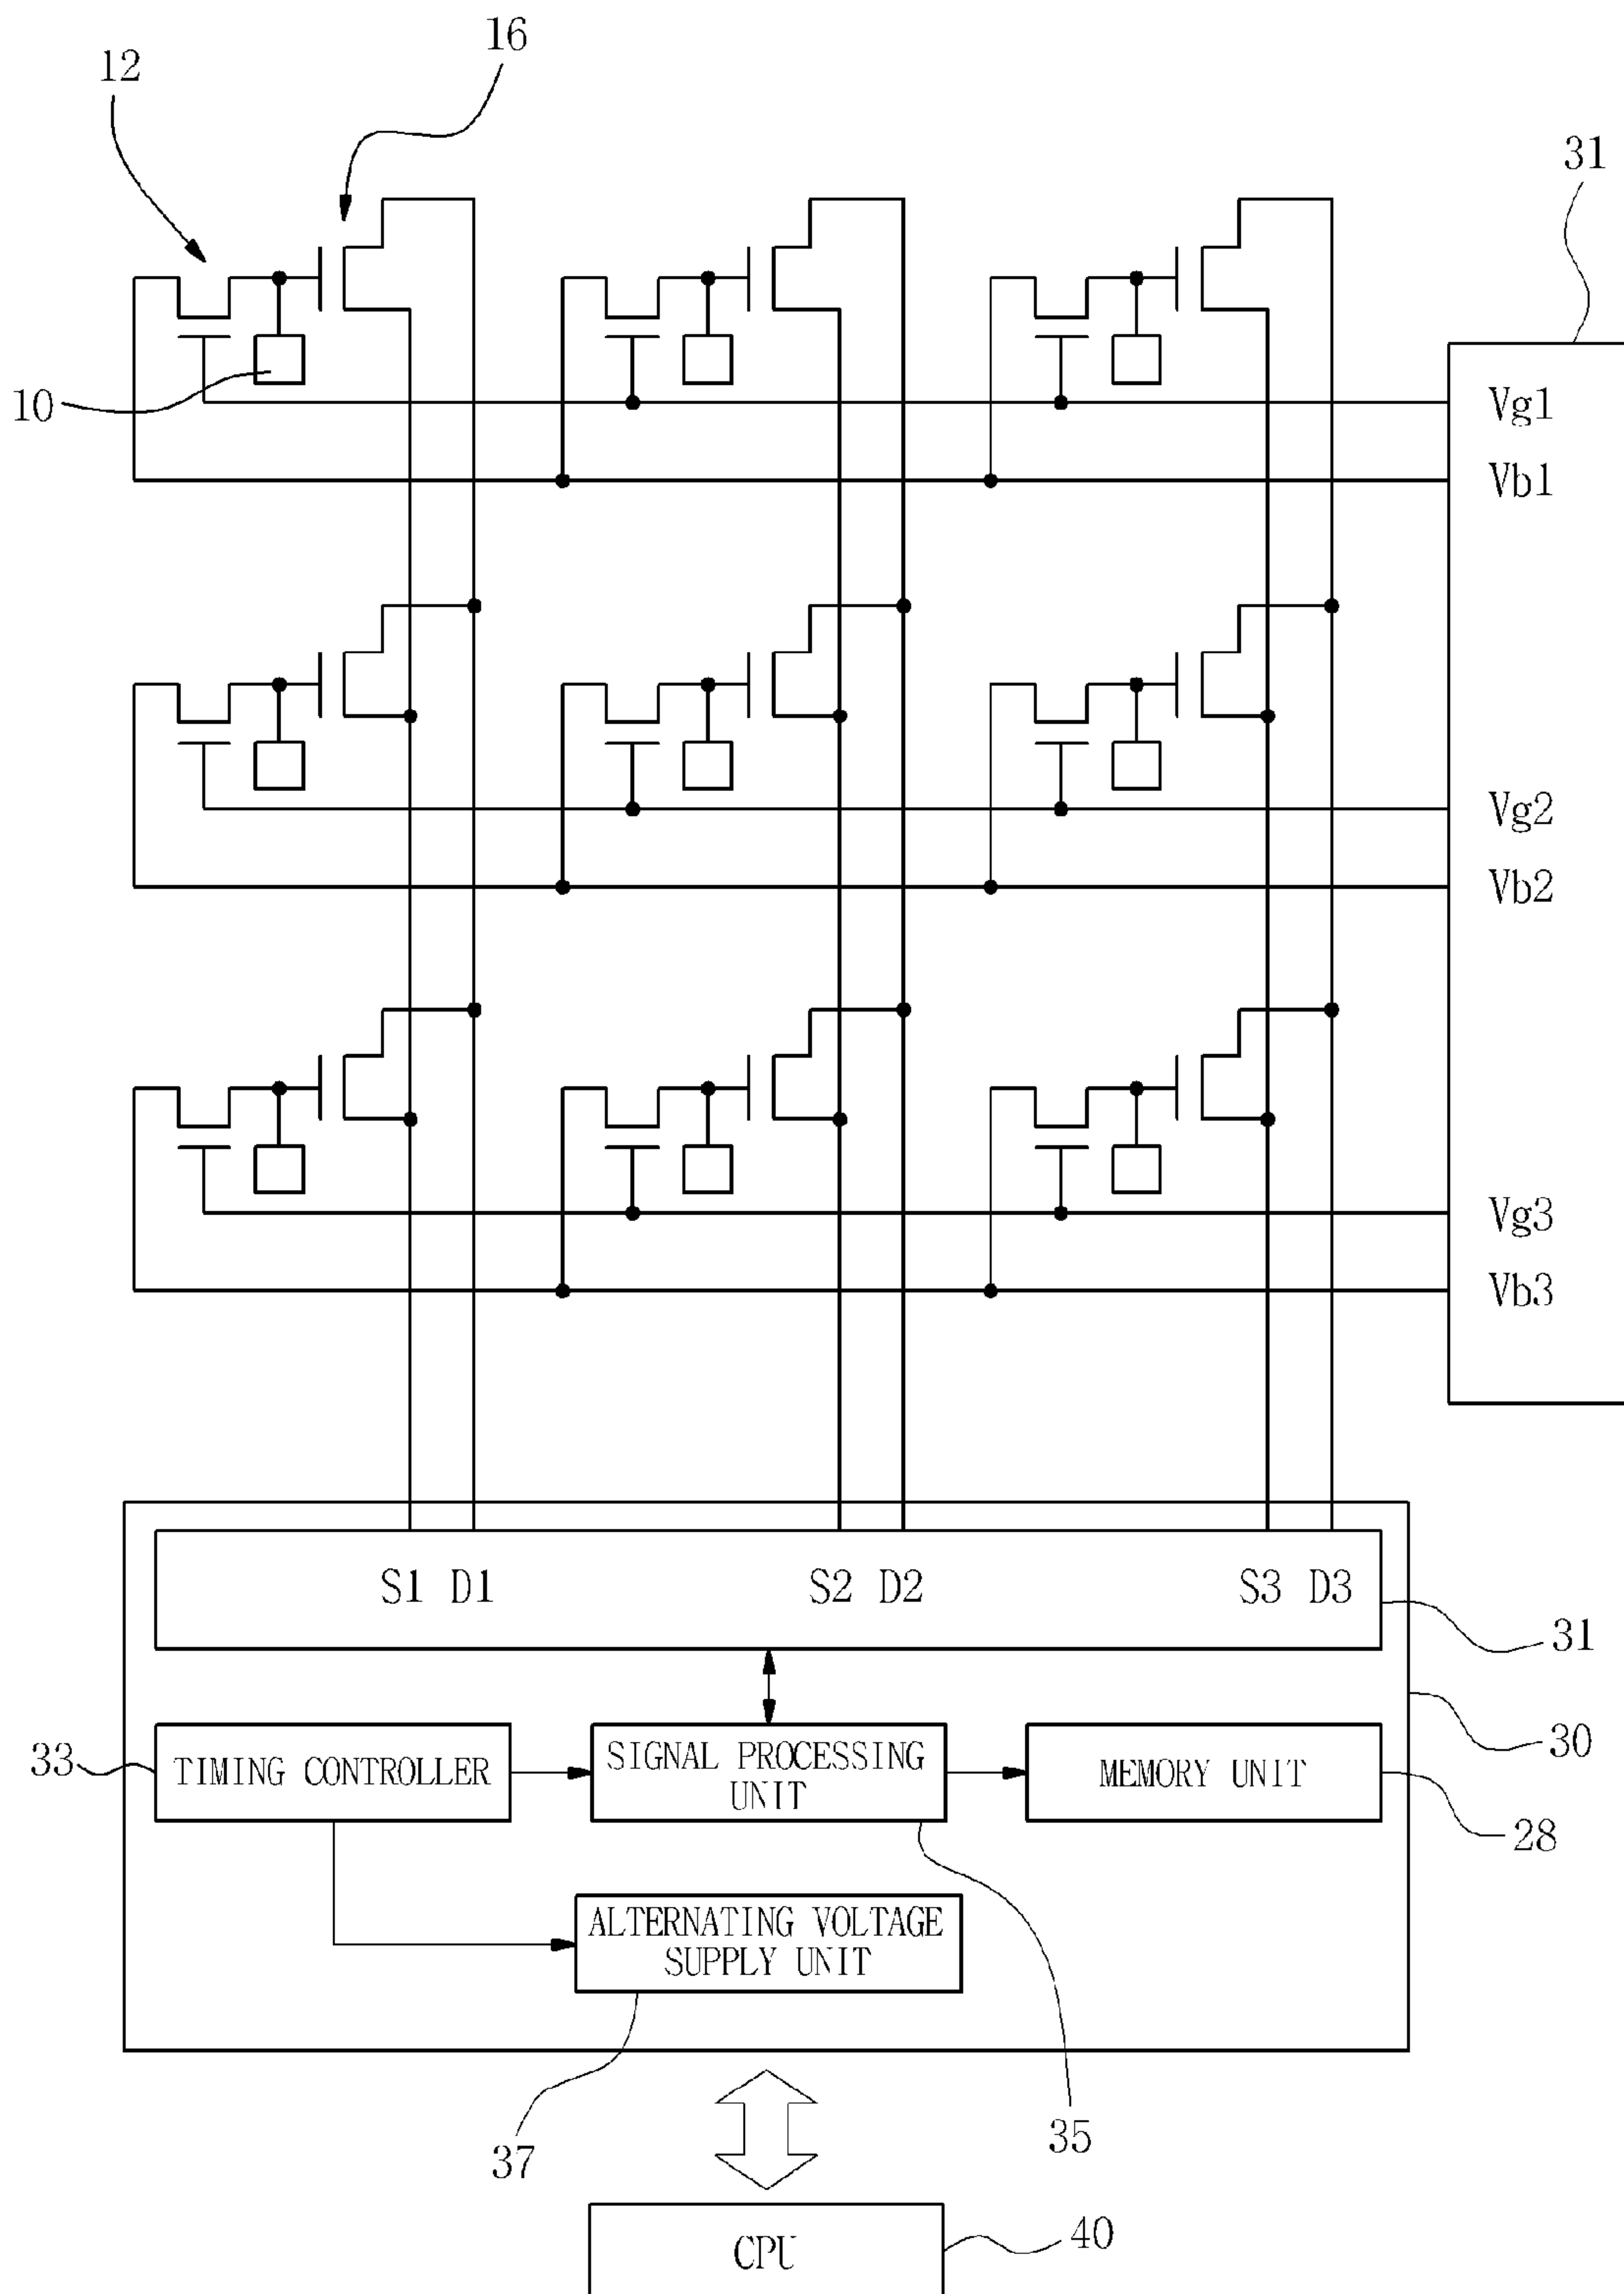 16
12
31
10
Vg1
Vb1
Vg2
Vb2
Vg3
Vb3
S1 D1 S2 D2 S3 D3
31
30
33
TIMING CONTROLLER
SIGNAL PROCESSING
UNIT
MEMORY UNIT
28
ALTERNATING VOLTAGE
SUPPLY UNIT
35
37
CPU
40